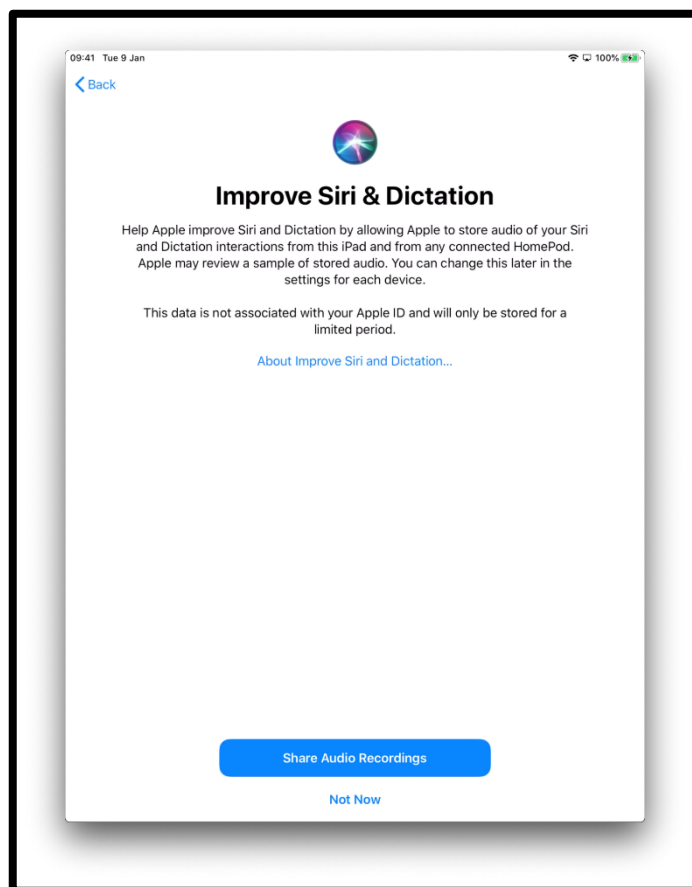 09:41 Tue 9 Jan 100%
Back
Improve Siri & Dictation
Help Apple improve Siri and Dictation by allowing Apple to store audio of your Siri
and Dictation interactions from this iPad and from any connected HomePod.
Apple may review a sample of stored audio. You can change this later in the
settings for each device.
This data is not associated with your Apple ID and will only be stored for a
limited period.
About Improve Siri and Dictation...
Share Audio Recordings
Not Now